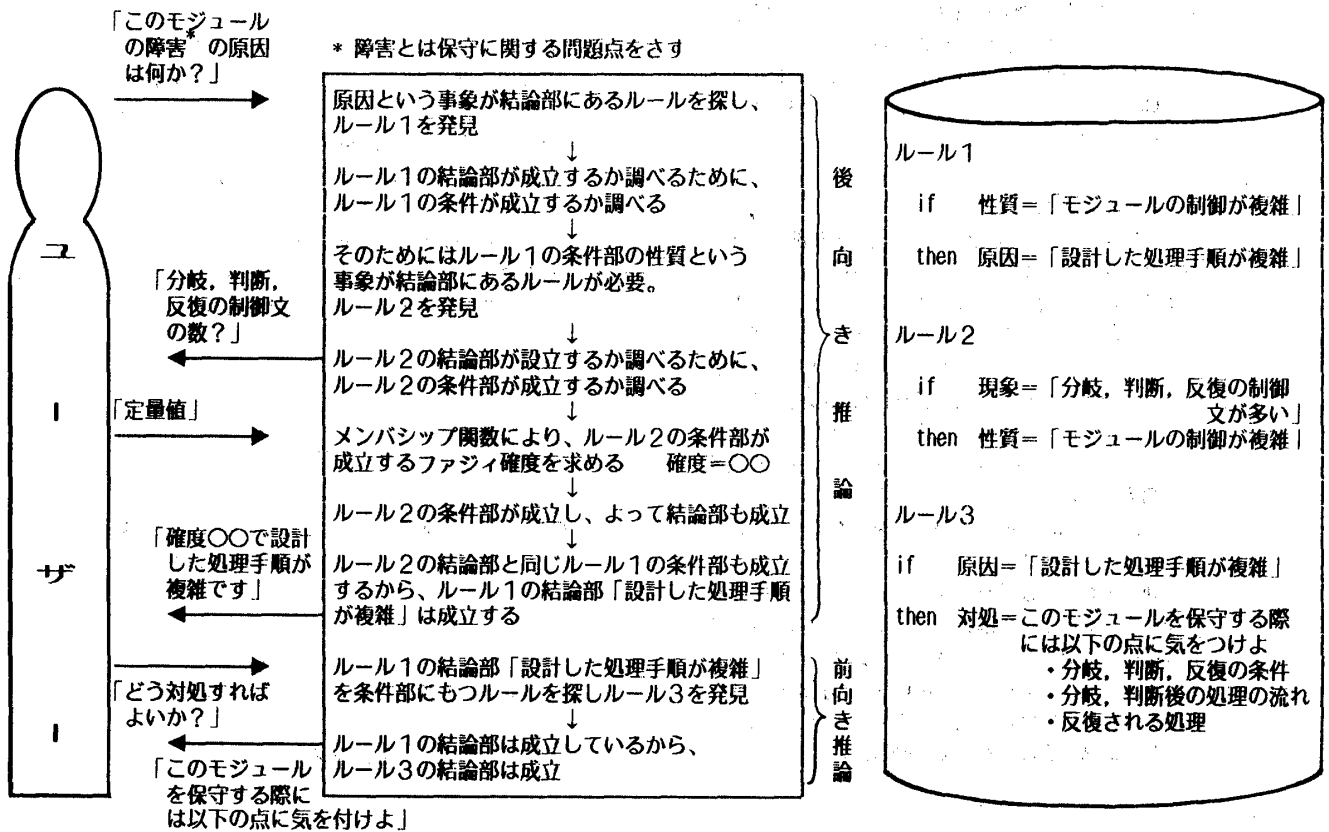 「このモジュール
の障害* の原因
は何か?」
* 障害とは保守に関する問題点をさす
原因という事象が結論部にあるルールを探し、
ルール1を発見
↓
ルール1の結論部が成立するか調べるために、
ルール1の条件が成立するか調べる
↓
そのためにはルール1の条件部の性質という
事象が結論部にあるルールが必要。
ルール2を発見
↓
ルール2の結論部が設立するか調べるために、
ルール2の条件部が成立するか調べる
↓
メンバシップ関数により、ルール2の条件部が
成立するファジィ確度を求める 確度=〇〇
↓
ルール2の条件部が成立し、よって結論部も成立
↓
ルール2の結論部と同じルール1の条件部も成立
するから、ルール1の結論部「設計した処理手順
が複雑」は成立する
ルール1の結論部「設計した処理手順が複雑」
を条件部にもつルールを探しルール3を発見
↓
ルール1の結論部は成立しているから、
ルール3の結論部は成立
ユーザー
「分岐,判断,
反復の制御文
の数?」
「定量値」
「確度〇〇で設計
した処理手順が
複雑です」
「どう対処すれば
よいか?」
「このモジュール
を保守する際に
は以下の点に気を付けよ」
後向き推論
前向き推論
ルール1
if 性質=「モジュールの制御が複雑」
then 原因=「設計した処理手順が複雑」
ルール2
if 現象=「分岐,判断,反復の制御
文が多い」
then 性質=「モジュールの制御が複雑」
ルール3
if 原因=「設計した処理手順が複雑」
then 対処=このモジュールを保守する際
には以下の点に気をつけよ
・分岐,判断,反復の条件
・分岐,判断後の処理の流れ
・反復される処理